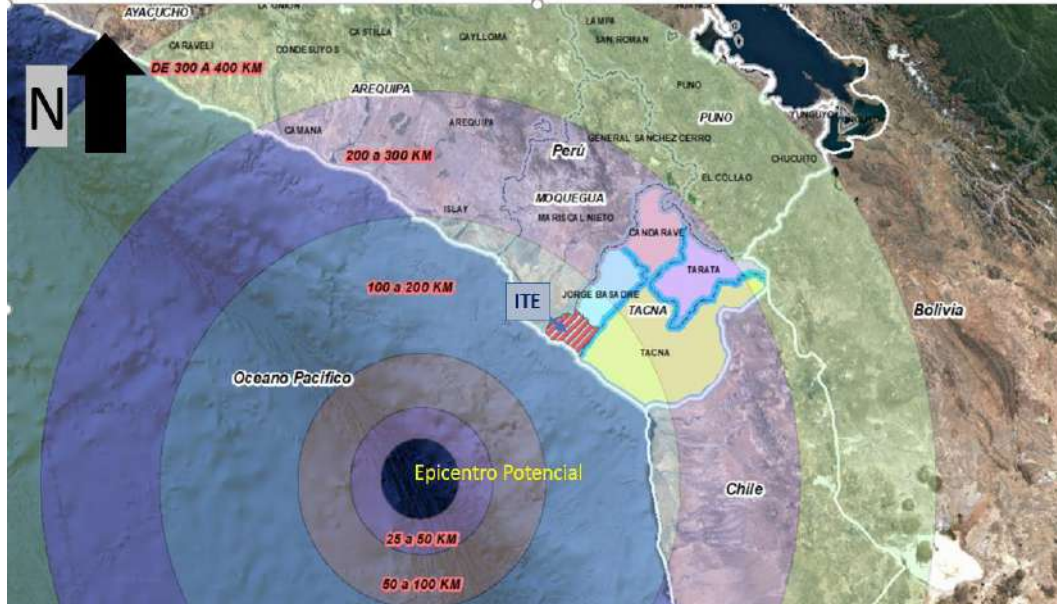 AYACUCHO
LA UNION
CARAVELI
CONDESUYOS
CASTILLA
CAYLLOMA
LAMPA
SAN ROMAN
DE 300 A 400 KM
N
AREQUIPA
PUNO
CAMANA
AREQUIPA
PUNO
YUNGUYO
200 a 300 KM
Perú
GENERAL SANCHEZ CERRO
CHUCUITO
EL COLLAO
MOQUEGUA
ISLAY
MARISCAL NIETO
CANDARAVE
TARATA
100 a 200 KM
ITE
JORGE BASADRE
TACNA
Bolivia
TACNA
Oceano Pacifico
Epicentro Potencial
Chile
25 a 50 KM
50 a 100 KM